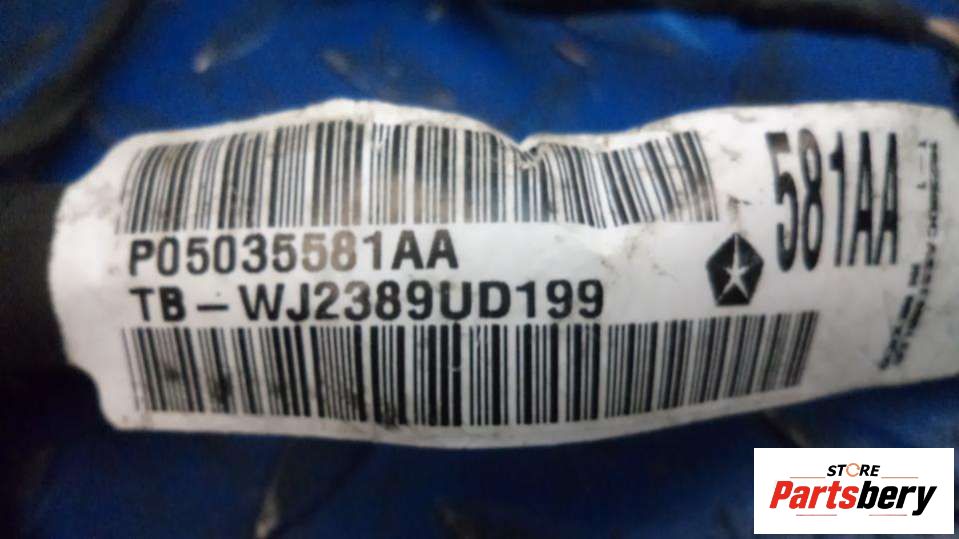 P05035581AA
TB-WJ2389UD199
581AA
STORE
Partsbery